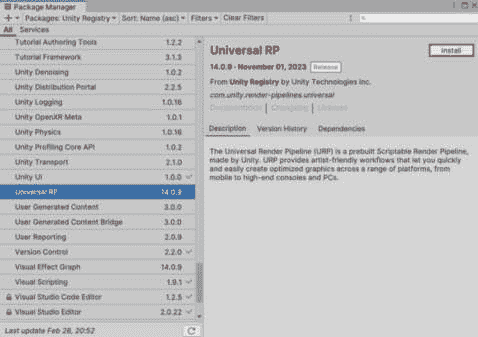 Package Manager
+ Packages: Unity Registry Sort: Name (asc) Filters Clear Filters
All Services
Tutorial Authoring Tools 1.2.2
Tutorial Framework 3.1.3
Unity Denoising 1.0.2
Unity Distribution Portal 2.2.5
Unity Logging 1.0.16
Unity OpenXR Meta 1.0.1
Unity Physics 1.0.16
Unity Profiling Core API 1.0.2
Unity Transport 2.1.0
Unity UI 1.0.0
Universal RP 14.0.9
User Generated Content 3.0.0
User Generated Content Bridge 3.0.0
User Reporting 2.0.9
Version Control 2.2.0
Visual Effect Graph 14.0.9
Visual Scripting 1.9.1
Visual Studio Code Editor 1.2.5
Visual Studio Editor 2.0.22
Last update Feb 28, 20:52
Universal RP
Install
14.0.9 · November 01, 2023 Release
From Unity Registry by Unity Technologies Inc.
com.unity.render-pipelines.universal
Documentation Changelog Licenses
Description Version History Dependencies
The Universal Render Pipeline (URP) is a prebuilt Scriptable Render Pipeline,
made by Unity. URP provides artist-friendly workflows that let you quickly
and easily create optimized graphics across a range of platforms, from
mobile to high-end consoles and PCs.